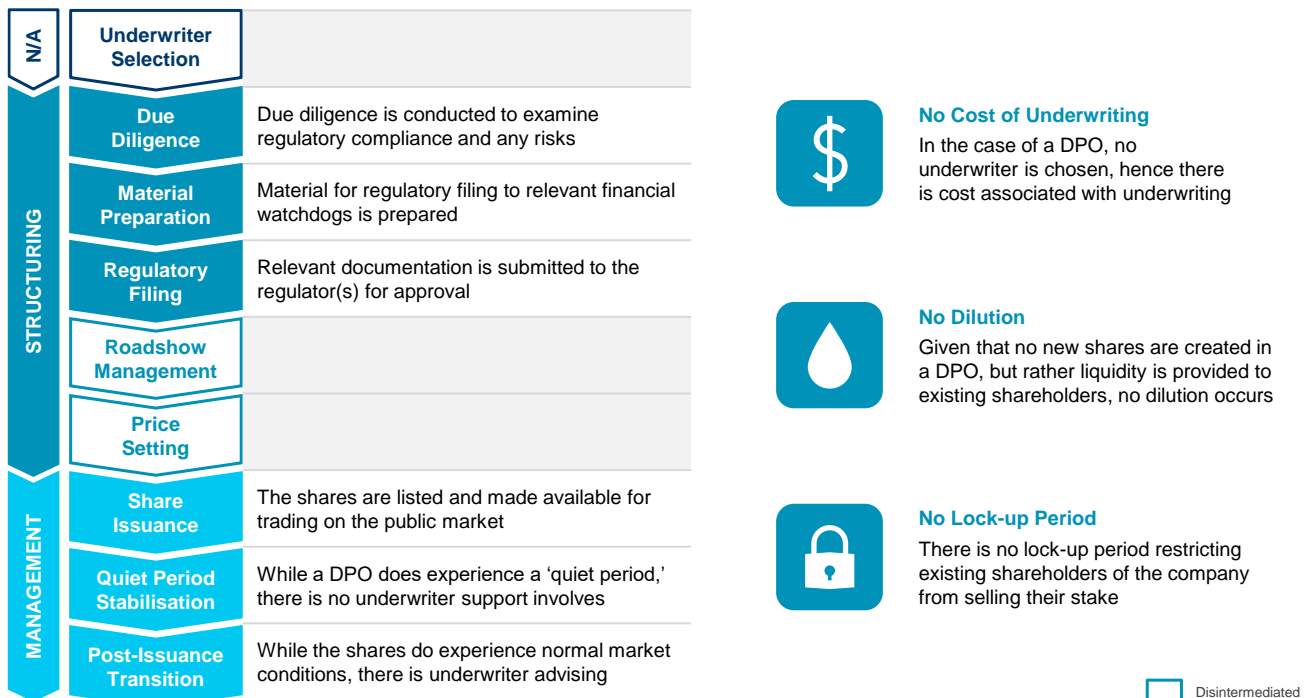 N/A
Underwriter
Selection
STRUCTURING
Due
Diligence
Due diligence is conducted to examine
regulatory compliance and any risks
Material
Preparation
Material for regulatory filing to relevant financial
watchdogs is prepared
Regulatory
Filing
Relevant documentation is submitted to the
regulator(s) for approval
Roadshow
Management
Price
Setting
MANAGEMENT
Share
Issuance
The shares are listed and made available for
trading on the public market
Quiet Period
Stabilisation
While a DPO does experience a ‘quiet period,’
there is no underwriter support involves
Post-Issuance
Transition
While the shares do experience normal market
conditions, there is underwriter advising
$
No Cost of Underwriting
In the case of a DPO, no
underwriter is chosen, hence there
is cost associated with underwriting
No Dilution
Given that no new shares are created in
a DPO, but rather liquidity is provided to
existing shareholders, no dilution occurs
No Lock-up Period
There is no lock-up period restricting
existing shareholders of the company
from selling their stake
Disintermediated